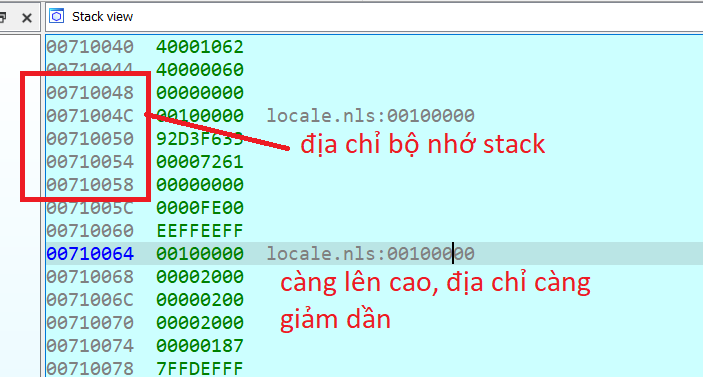 Stack view
00710040 40001062
00710044 40000060
00710048 00000000
0071004C 00100000 locale.nls:00100000
00710050 92D3F635
địa chỉ bộ nhớ stack
00710054 00007261
00710058 00000000
0071005C 0000FE00
00710060 EEFFEEFF
00710064 00100000 locale.nls:00100000
00710068 00002000
càng lên cao, địa chỉ càng
0071006C 00000200
00710070 00002000
giảm dần
00710074 00000187
00710078 7FFDEFFF